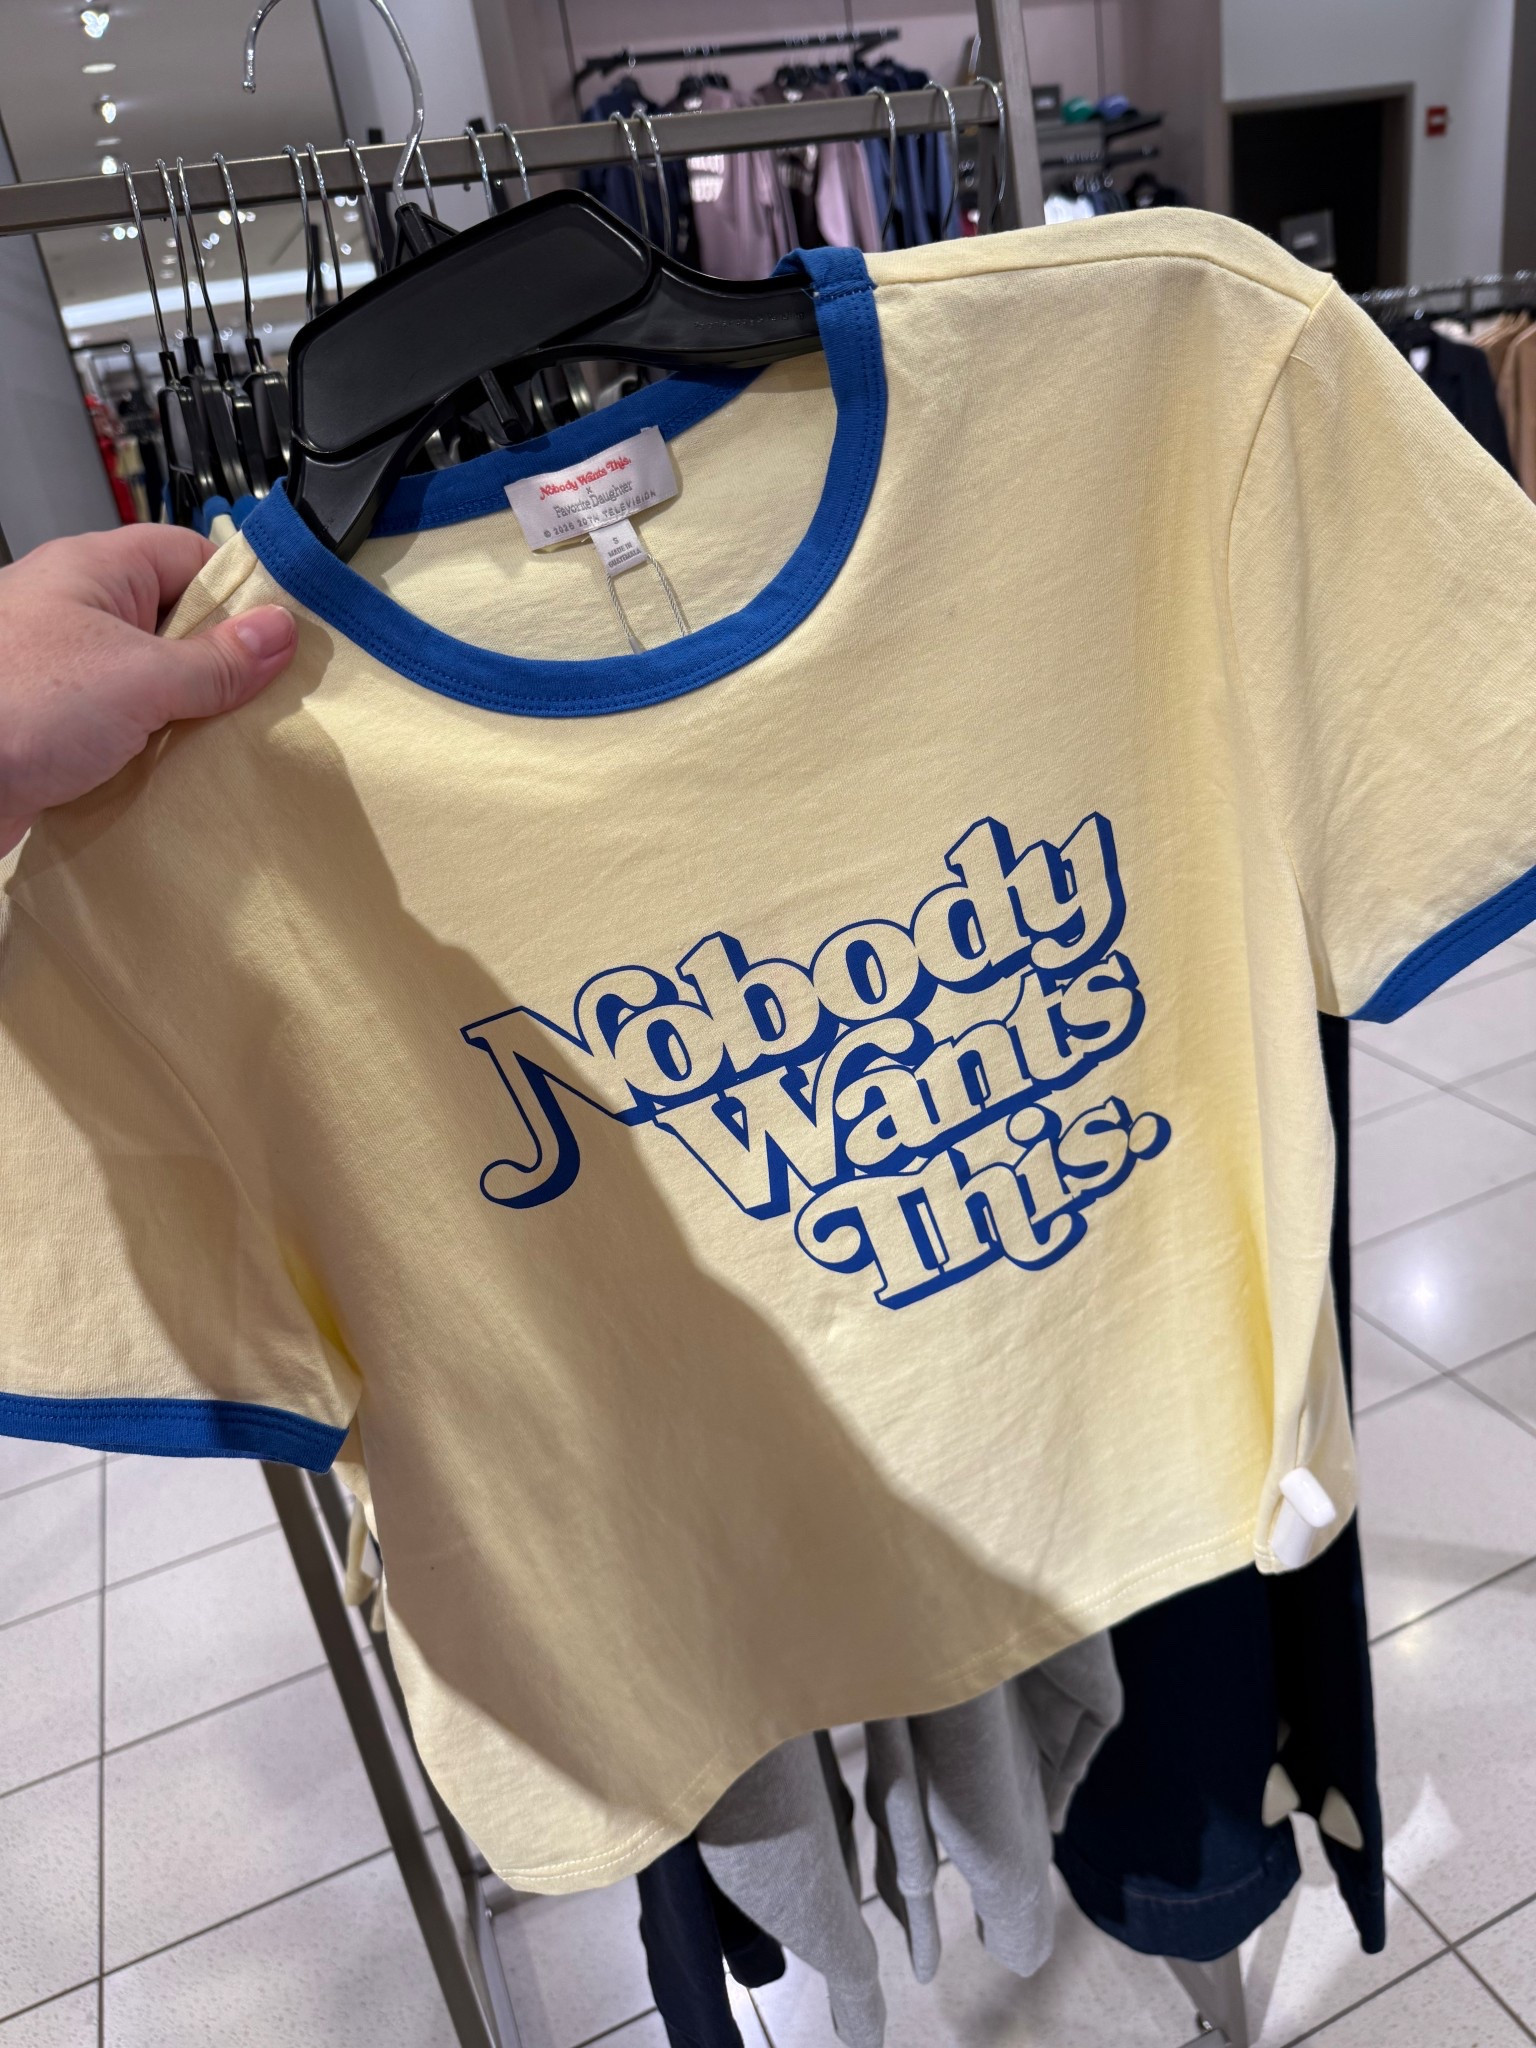 Nobody Wants This.
x
Favorite Daughter
© 2025 20TH TELEVISION
S
MADE IN
GUATEMALA
Nobody
Wants
This.